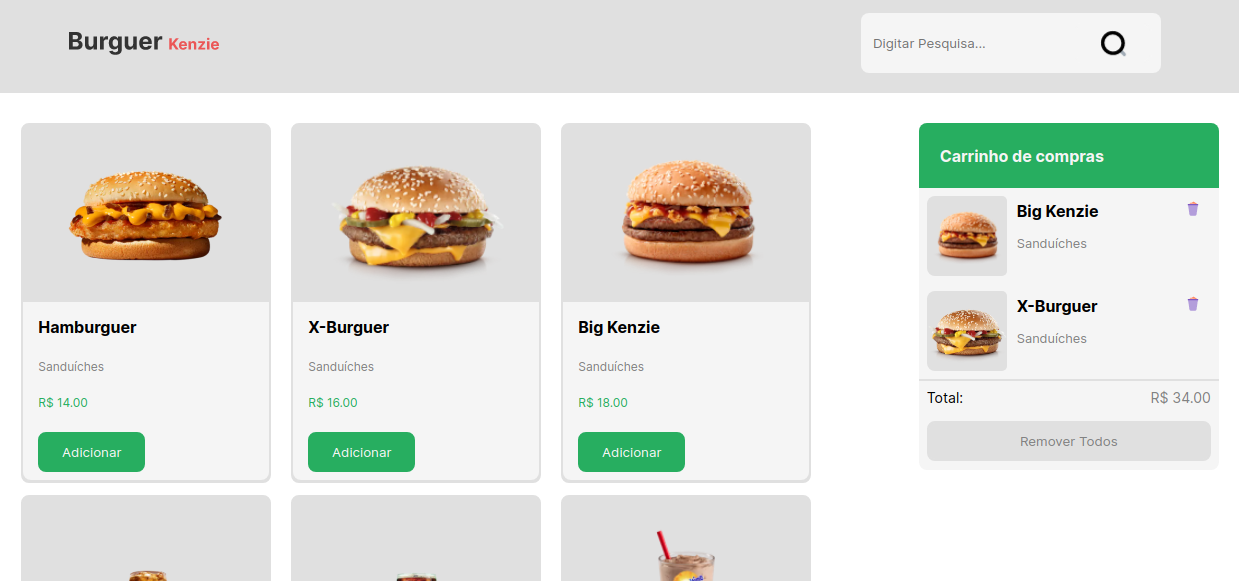 Burguer Kenzie
Digitar Pesquisa...
Hamburguer
Sanduíches
R$ 14.00
Adicionar
X-Burguer
Sanduíches
R$ 16.00
Adicionar
Big Kenzie
Sanduíches
R$ 18.00
Adicionar
Carrinho de compras
Big Kenzie
Sanduíches
X-Burguer
Sanduíches
Total: R$ 34.00
Remover Todos